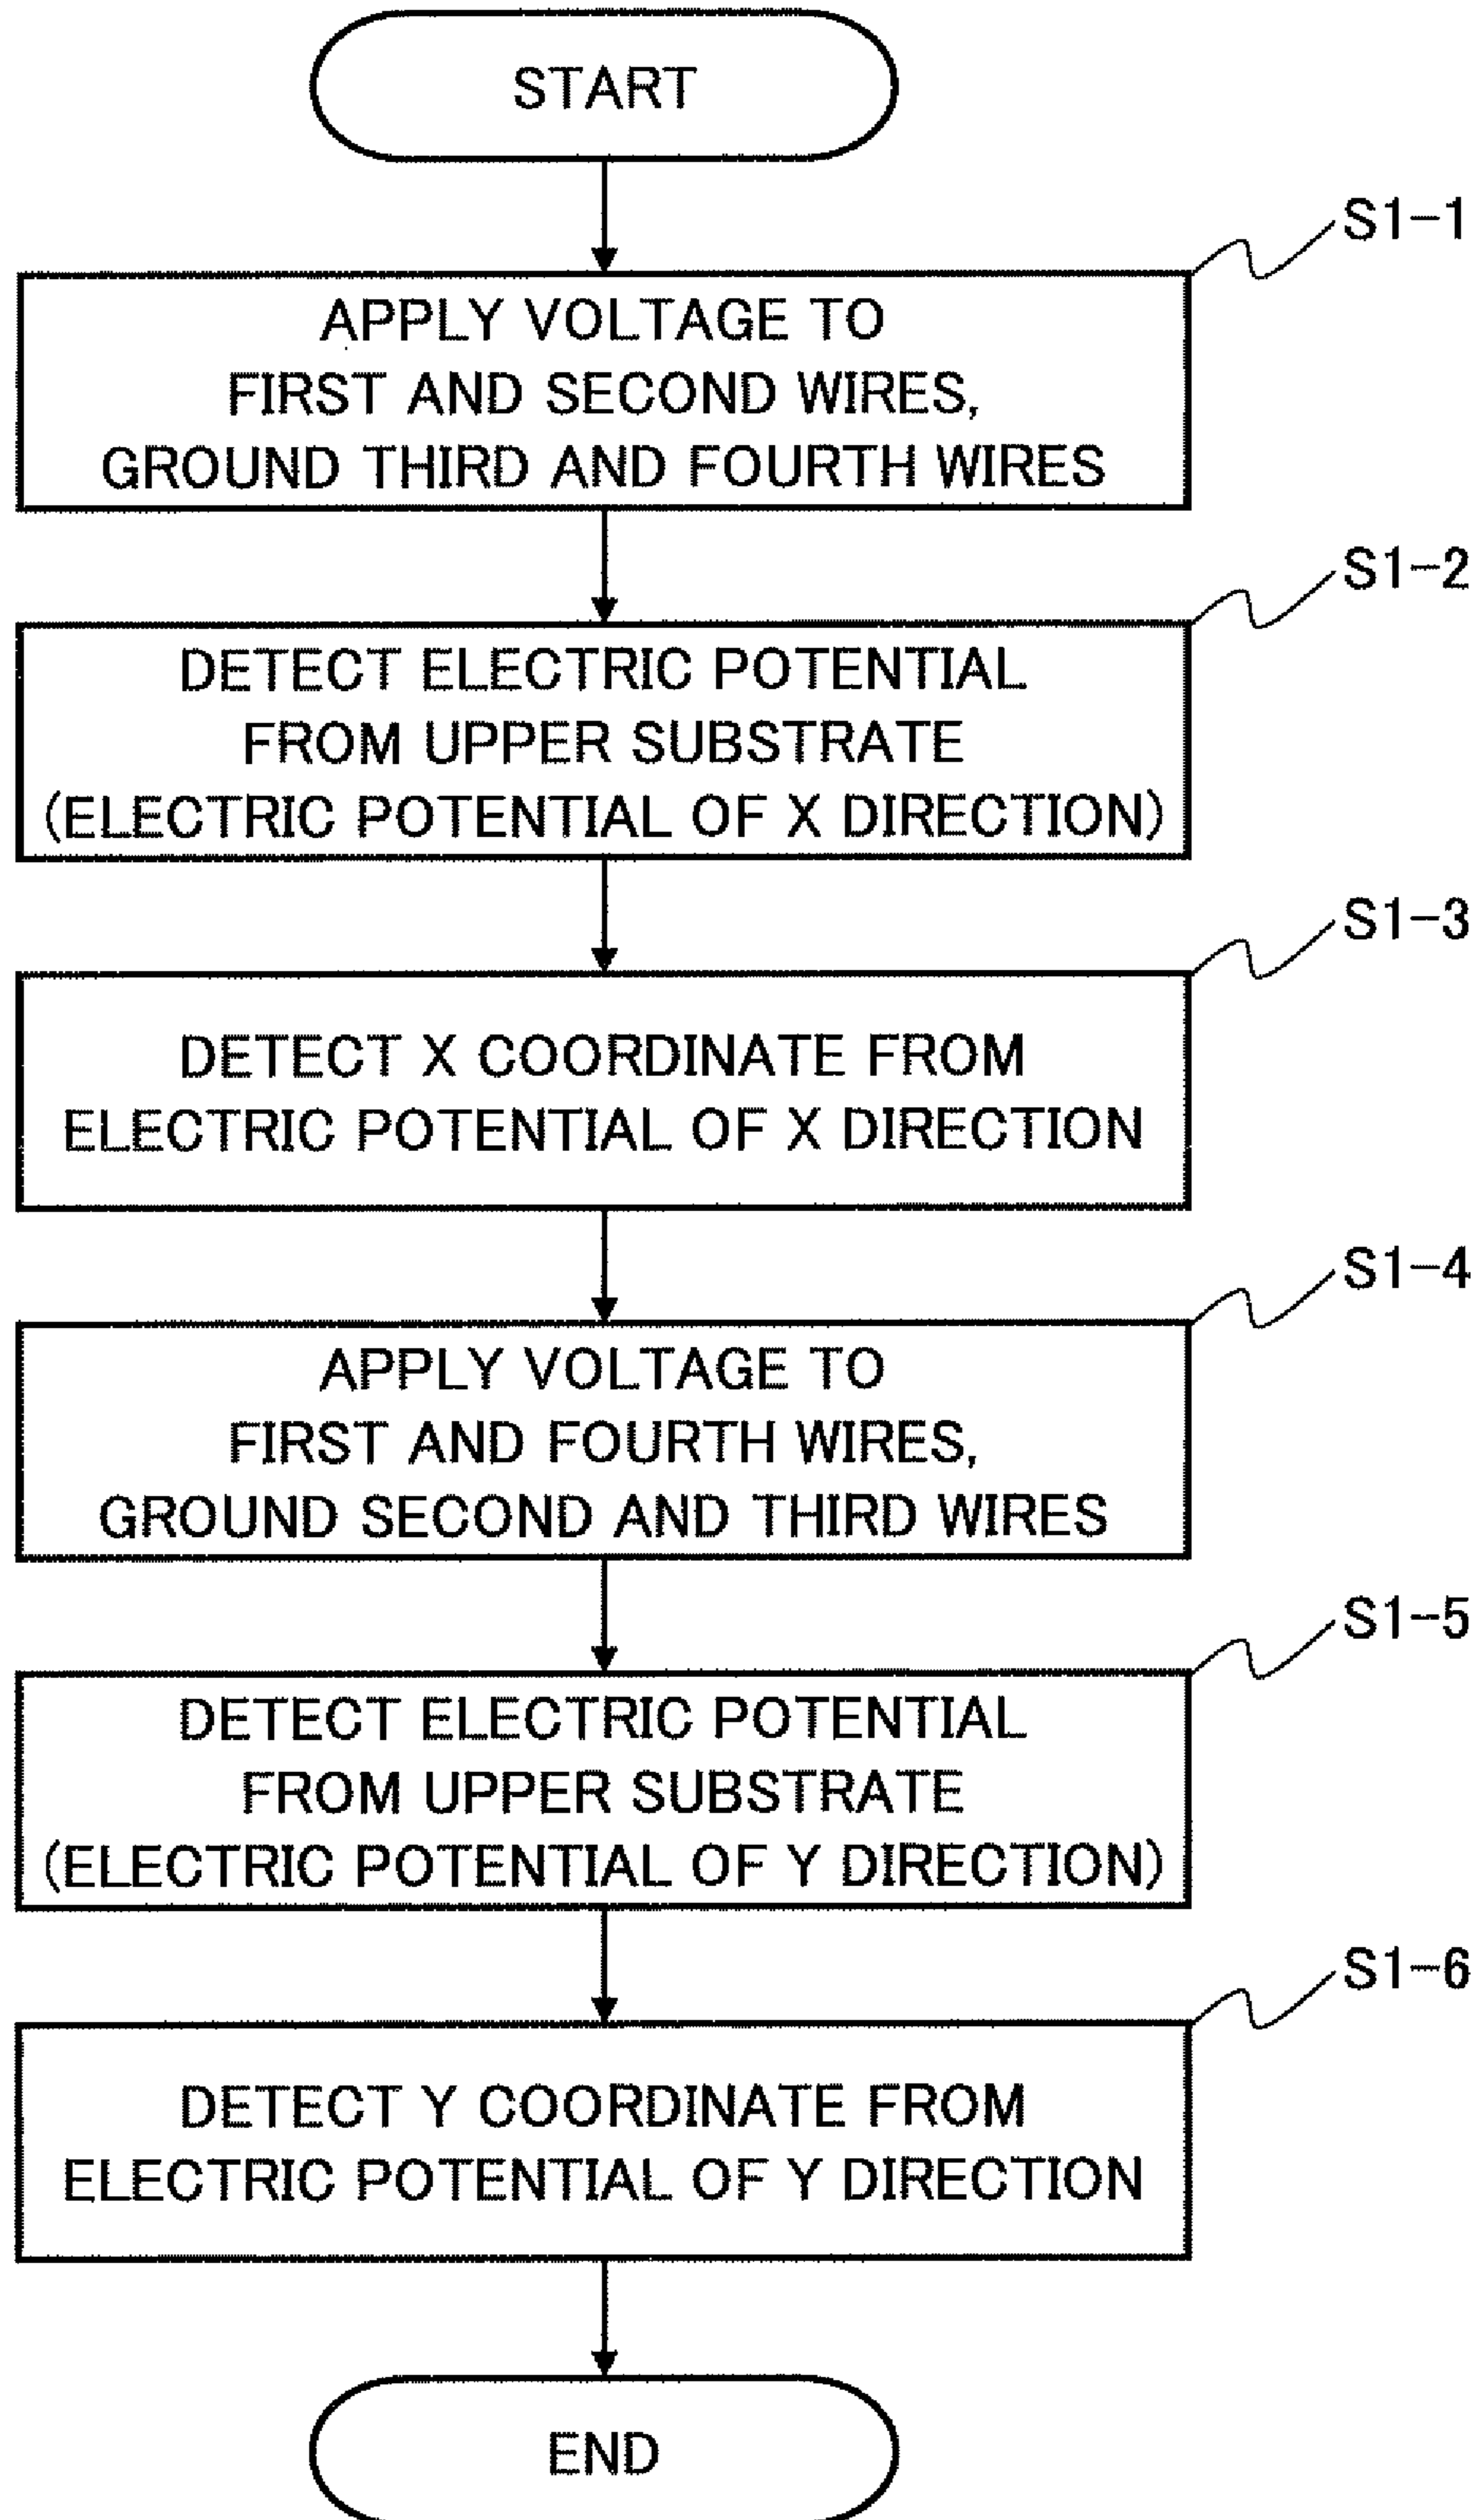 START
S1-1
APPLY VOLTAGE TO
FIRST AND SECOND WIRES,
GROUND THIRD AND FOURTH WIRES
S1-2
DETECT ELECTRIC POTENTIAL
FROM UPPER SUBSTRATE
(ELECTRIC POTENTIAL OF X DIRECTION)
S1-3
DETECT X COORDINATE FROM
ELECTRIC POTENTIAL OF X DIRECTION
S1-4
APPLY VOLTAGE TO
FIRST AND FOURTH WIRES,
GROUND SECOND AND THIRD WIRES
S1-5
DETECT ELECTRIC POTENTIAL
FROM UPPER SUBSTRATE
(ELECTRIC POTENTIAL OF Y DIRECTION)
S1-6
DETECT Y COORDINATE FROM
ELECTRIC POTENTIAL OF Y DIRECTION
END